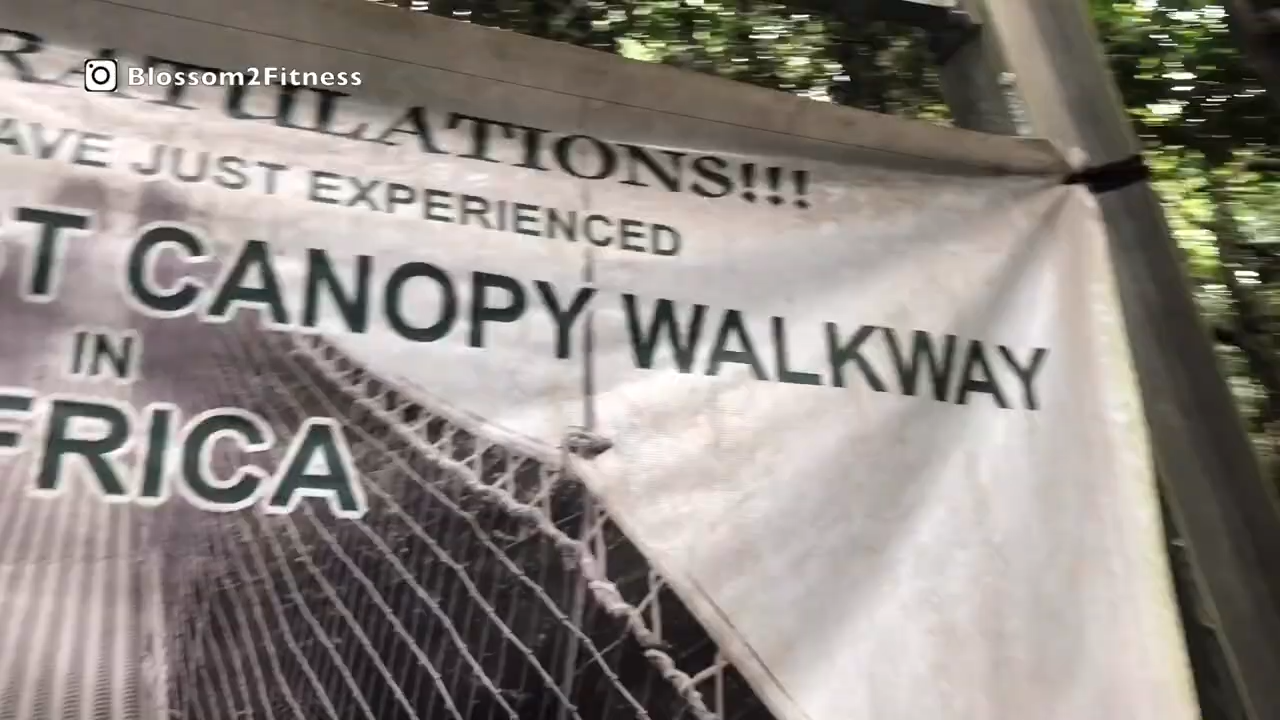 Blossom2Fitness
RATULATIONS!!!
AVE JUST EXPERIENCED
T CANOPY WALKWAY
IN
FRICA